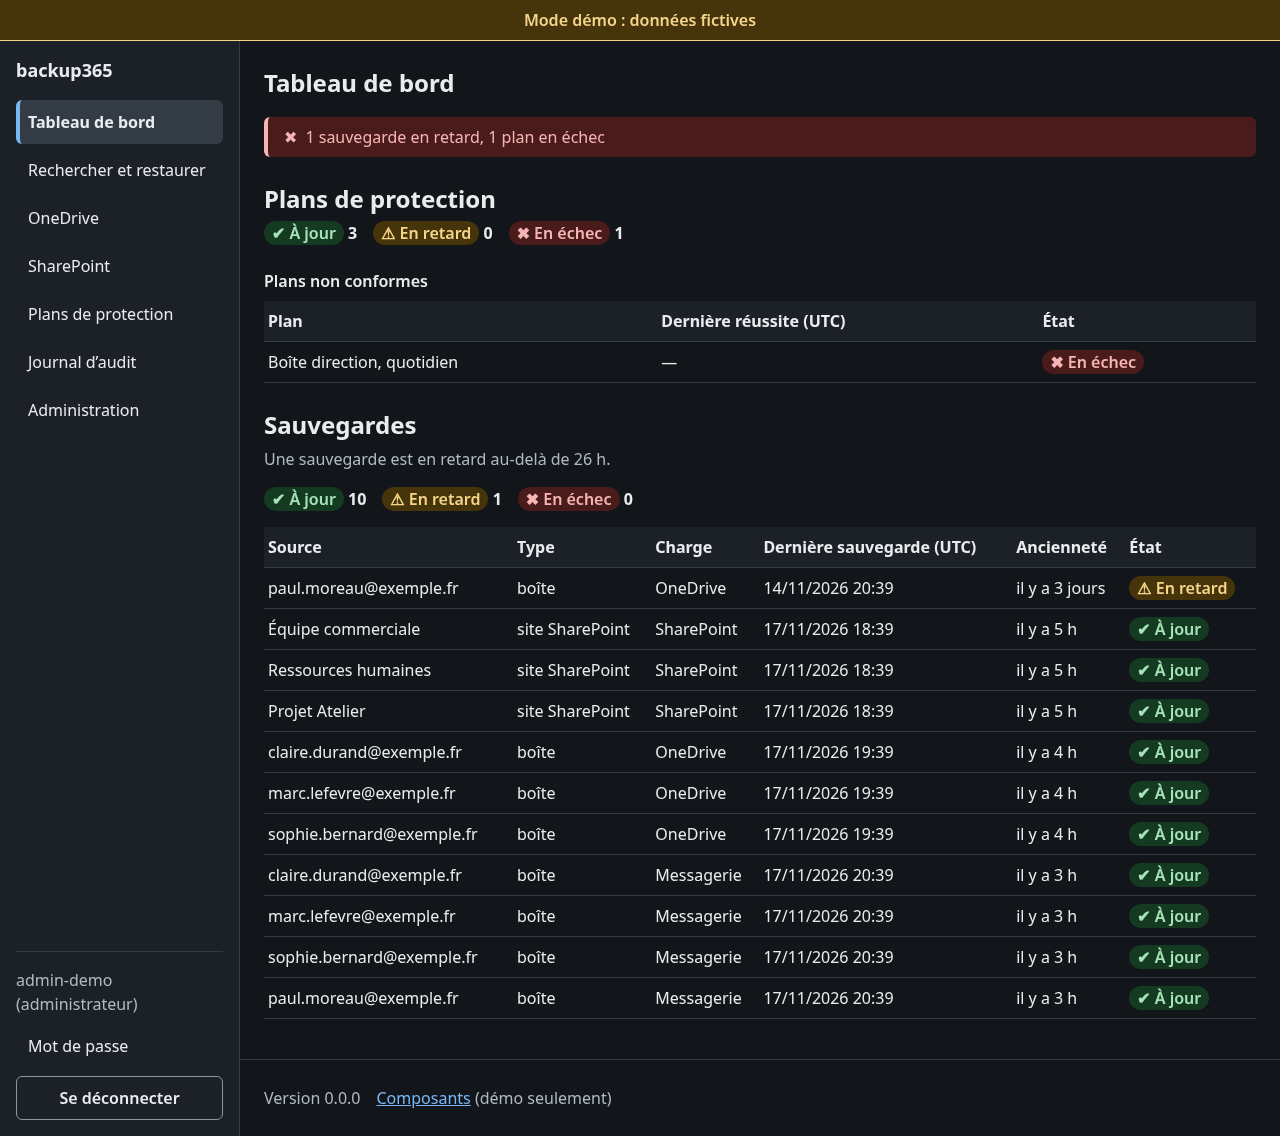 Mode démo : données fictives
backup365
Tableau de bord
Rechercher et restaurer
OneDrive
SharePoint
Plans de protection
Journal d’audit
Administration
admin-demo
(administrateur)
Mot de passe
Se déconnecter
Tableau de bord
✖ 1 sauvegarde en retard, 1 plan en échec
Plans de protection
✔ À jour 3 ⚠ En retard 0 ✖ En échec 1
Plans non conformes
Plan Dernière réussite (UTC) État
Boîte direction, quotidien — ✖ En échec
Sauvegardes
Une sauvegarde est en retard au-delà de 26 h.
✔ À jour 10 ⚠ En retard 1 ✖ En échec 0
Source Type Charge Dernière sauvegarde (UTC) Ancienneté État
paul.moreau@exemple.fr boîte OneDrive 14/11/2026 20:39 il y a 3 jours ⚠ En retard
Équipe commerciale site SharePoint SharePoint 17/11/2026 18:39 il y a 5 h ✔ À jour
Ressources humaines site SharePoint SharePoint 17/11/2026 18:39 il y a 5 h ✔ À jour
Projet Atelier site SharePoint SharePoint 17/11/2026 18:39 il y a 5 h ✔ À jour
claire.durand@exemple.fr boîte OneDrive 17/11/2026 19:39 il y a 4 h ✔ À jour
marc.lefevre@exemple.fr boîte OneDrive 17/11/2026 19:39 il y a 4 h ✔ À jour
sophie.bernard@exemple.fr boîte OneDrive 17/11/2026 19:39 il y a 4 h ✔ À jour
claire.durand@exemple.fr boîte Messagerie 17/11/2026 20:39 il y a 3 h ✔ À jour
marc.lefevre@exemple.fr boîte Messagerie 17/11/2026 20:39 il y a 3 h ✔ À jour
sophie.bernard@exemple.fr boîte Messagerie 17/11/2026 20:39 il y a 3 h ✔ À jour
paul.moreau@exemple.fr boîte Messagerie 17/11/2026 20:39 il y a 3 h ✔ À jour
Version 0.0.0 Composants (démo seulement)